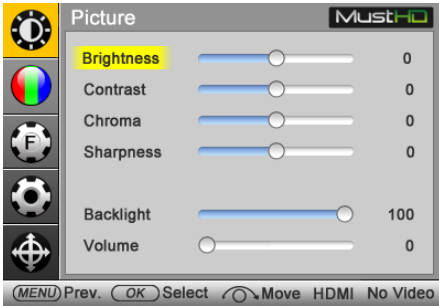 Picture MustHD
Brightness 0
Contrast 0
Chroma 0
F
Sharpness 0
Backlight 100
Volume 0
MENU Prev. OK Select Move HDMI No Video